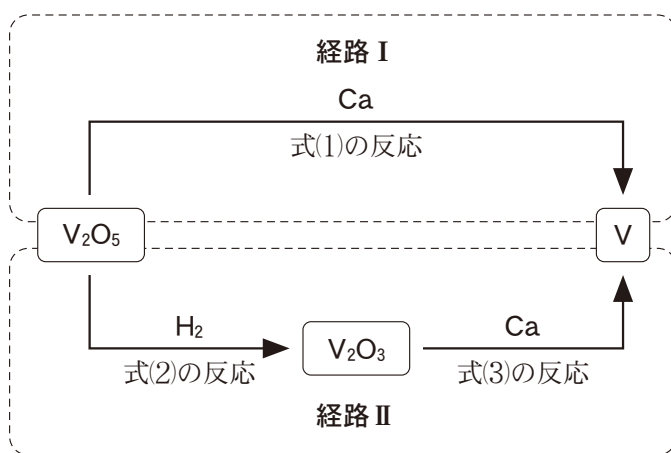 経路 I
Ca
式(1)の反応
V₂O₅
V
H₂
式(2)の反応
V₂O₃
Ca
式(3)の反応
経路 II